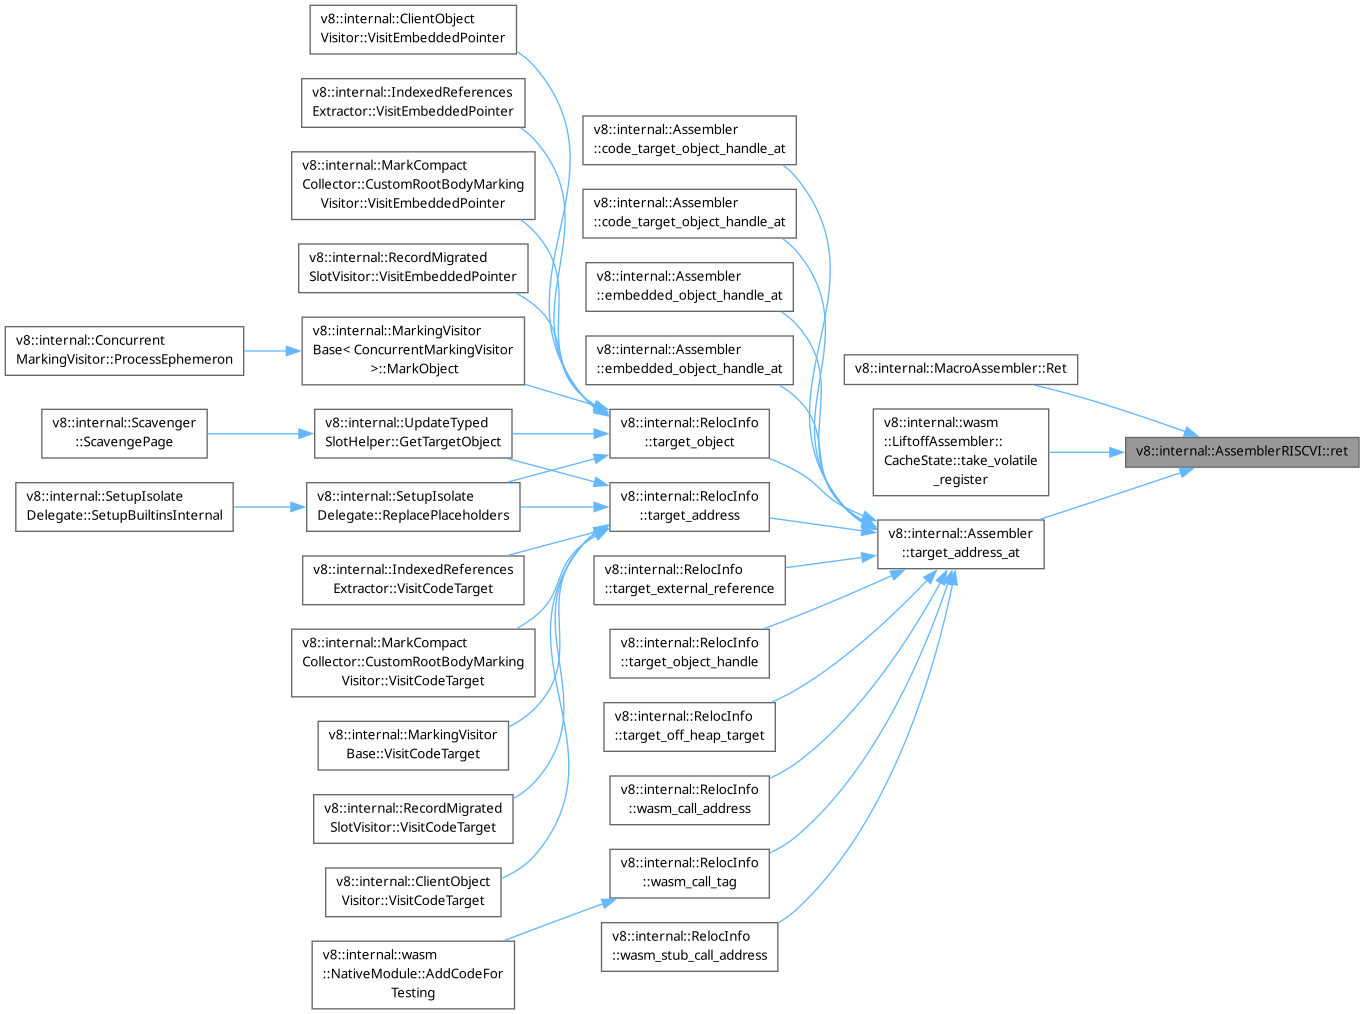 v8::internal::ClientObject
Visitor::VisitEmbeddedPointer
v8::internal::IndexedReferences
Extractor::VisitEmbeddedPointer
v8::internal::MarkCompact
Collector::CustomRootBodyMarking
Visitor::VisitEmbeddedPointer
v8::internal::RecordMigrated
SlotVisitor::VisitEmbeddedPointer
v8::internal::Concurrent
MarkingVisitor::ProcessEphemeron
v8::internal::MarkingVisitor
Base< ConcurrentMarkingVisitor
>::MarkObject
v8::internal::Scavenger
::ScavengePage
v8::internal::UpdateTyped
SlotHelper::GetTargetObject
v8::internal::SetupIsolate
Delegate::SetupBuiltinsInternal
v8::internal::SetupIsolate
Delegate::ReplacePlaceholders
v8::internal::IndexedReferences
Extractor::VisitCodeTarget
v8::internal::MarkCompact
Collector::CustomRootBodyMarking
Visitor::VisitCodeTarget
v8::internal::MarkingVisitor
Base::VisitCodeTarget
v8::internal::RecordMigrated
SlotVisitor::VisitCodeTarget
v8::internal::ClientObject
Visitor::VisitCodeTarget
v8::internal::wasm
::NativeModule::AddCodeFor
Testing
v8::internal::Assembler
::code_target_object_handle_at
v8::internal::Assembler
::code_target_object_handle_at
v8::internal::Assembler
::embedded_object_handle_at
v8::internal::Assembler
::embedded_object_handle_at
v8::internal::RelocInfo
::target_object
v8::internal::RelocInfo
::target_address
v8::internal::RelocInfo
::target_external_reference
v8::internal::RelocInfo
::target_object_handle
v8::internal::RelocInfo
::target_off_heap_target
v8::internal::RelocInfo
::wasm_call_address
v8::internal::RelocInfo
::wasm_call_tag
v8::internal::RelocInfo
::wasm_stub_call_address
v8::internal::MacroAssembler::Ret
v8::internal::wasm
::LiftoffAssembler::
CacheState::take_volatile
_register
v8::internal::Assembler
::target_address_at
v8::internal::AssemblerRISCVI::ret